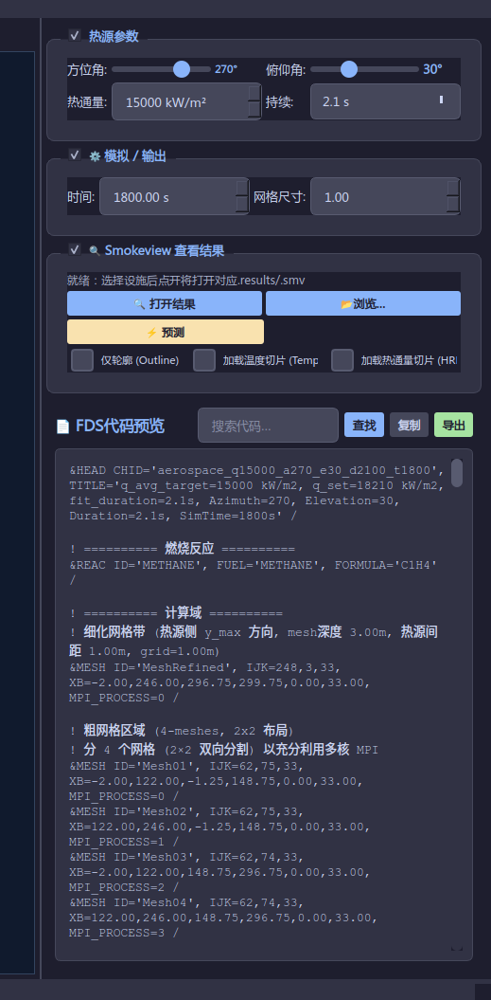 热源参数
方位角: 270° 俯仰角: 30°
热通量: 15000 kW/m² 持续: 2.1 s
模拟 / 输出
时间: 1800.00 s 网格尺寸: 1.00
Smokeview 查看结果
就绪：选择设施后点开将打开对应.results/.smv
打开结果 浏览...
预测
仅轮廓 (Outline) 加载温度切片 (Temp 加载热通量切片 (HRI
FDS代码预览 搜索代码... 查找 复制 导出
&HEAD CHID='aerospace_q15000_a270_e30_d2100_t1800',
TITLE='q_avg_target=15000 kW/m2, q_set=18210 kW/m2,
fit_duration=2.1s, Azimuth=270, Elevation=30,
Duration=2.1s, SimTime=1800s' /
! ========== 燃烧反应 ==========
&REAC ID='METHANE', FUEL='METHANE', FORMULA='C1H4'
/
! ========== 计算域 ==========
! 细化网格带 (热源侧 y_max 方向, mesh深度 3.00m, 热源间
距 1.00m, grid=1.00m)
&MESH ID='MeshRefined', IJK=248,3,33,
XB=-2.00,246.00,296.75,299.75,0.00,33.00,
MPI_PROCESS=0 /
! 粗网格区域 (4-meshes, 2x2 布局)
! 分 4 个网格 (2×2 双向分割) 以充分利用多核 MPI
&MESH ID='Mesh01', IJK=62,75,33,
XB=-2.00,122.00,-1.25,148.75,0.00,33.00,
MPI_PROCESS=0 /
&MESH ID='Mesh02', IJK=62,75,33,
XB=122.00,246.00,-1.25,148.75,0.00,33.00,
MPI_PROCESS=1 /
&MESH ID='Mesh03', IJK=62,74,33,
XB=-2.00,122.00,148.75,296.75,0.00,33.00,
MPI_PROCESS=2 /
&MESH ID='Mesh04', IJK=62,74,33,
XB=122.00,246.00,148.75,296.75,0.00,33.00,
MPI_PROCESS=3 /